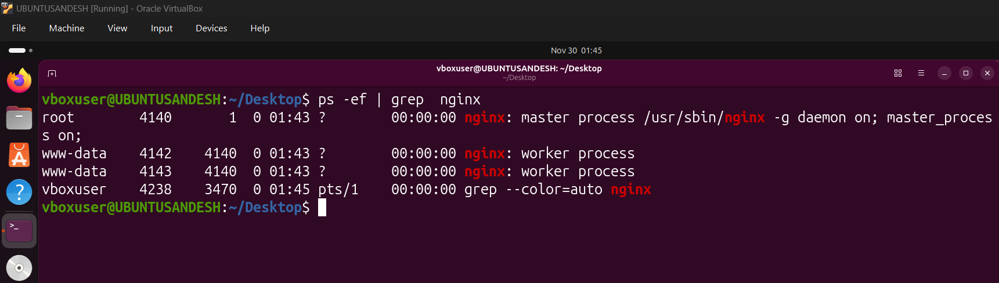 UBUNTUSANDESH [Running] - Oracle VirtualBox
File Machine View Input Devices Help
Nov 30 01:45
vboxuser@UBUNTUSANDESH: ~/Desktop
~/Desktop
vboxuser@UBUNTUSANDESH:~/Desktop$ ps -ef | grep  nginx
root        4140       1  0 01:43 ?        00:00:00 nginx: master process /usr/sbin/nginx -g daemon on; master_proces
s on;
www-data    4142    4140  0 01:43 ?        00:00:00 nginx: worker process
www-data    4143    4140  0 01:43 ?        00:00:00 nginx: worker process
vboxuser    4238    3470  0 01:45 pts/1    00:00:00 grep --color=auto nginx
vboxuser@UBUNTUSANDESH:~/Desktop$